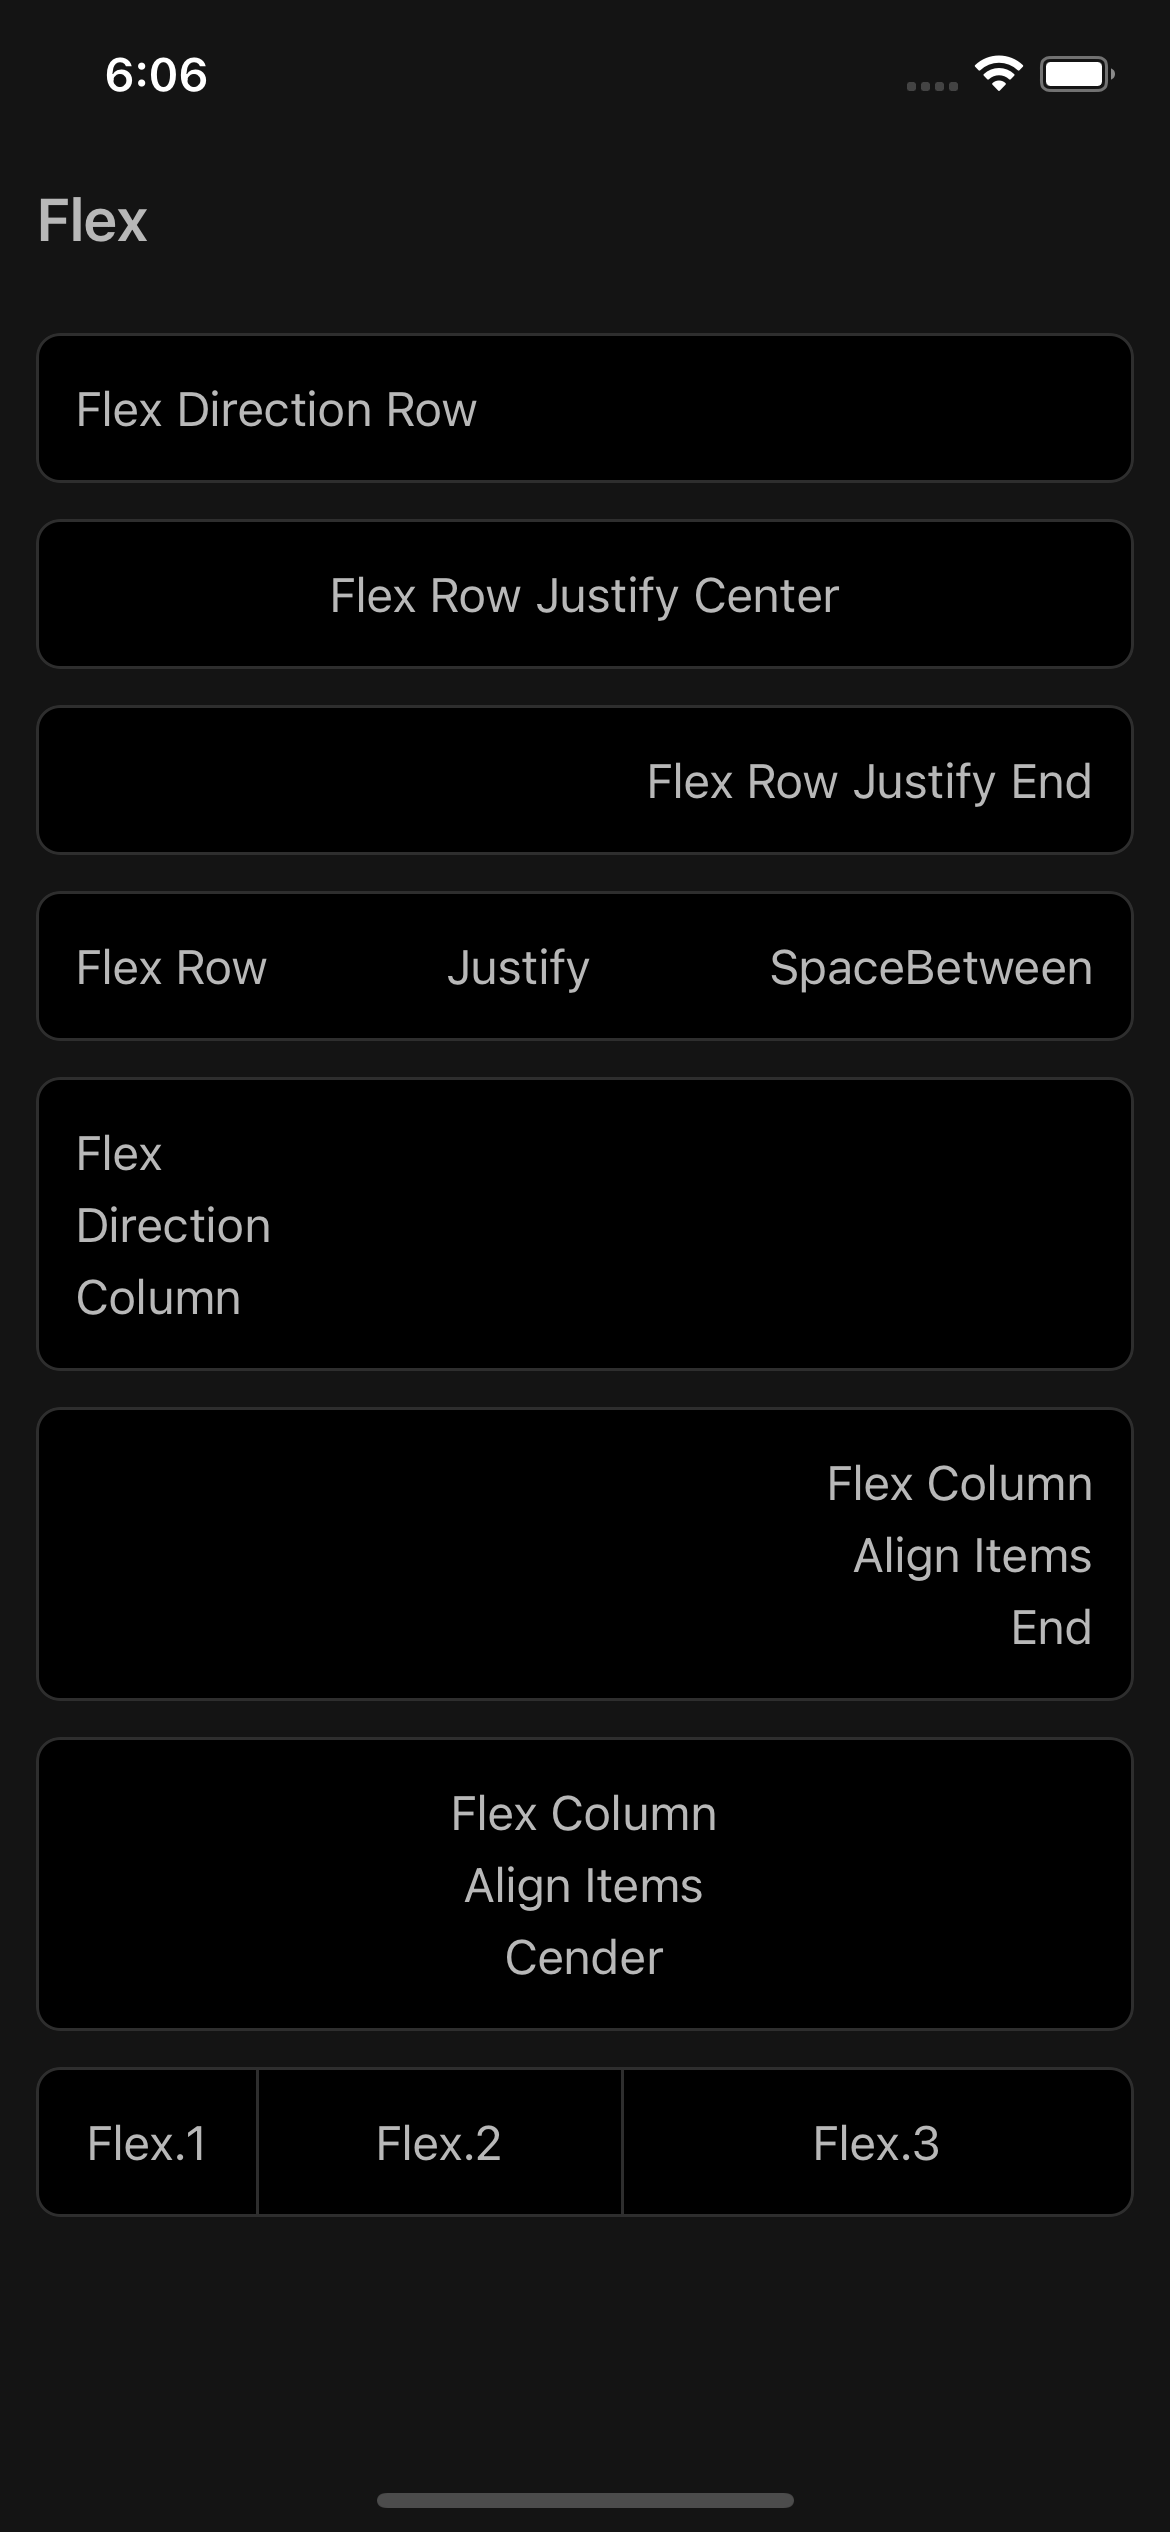 6:06
Flex
Flex Direction Row
Flex Row Justify Center
Flex Row Justify End
Flex Row Justify SpaceBetween
Flex
Direction
Column
Flex Column
Align Items
End
Flex Column
Align Items
Cender
Flex.1 Flex.2 Flex.3